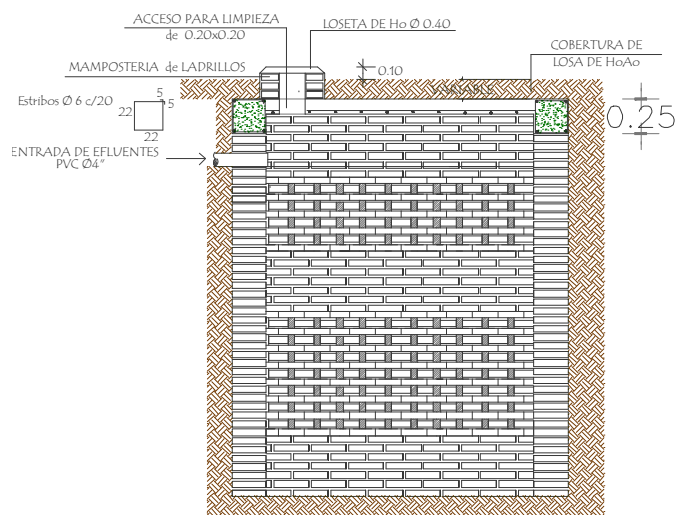 ACCESO PARA LIMPIEZA
de 0.20x0.20
LOSETA DE Ho Ø 0.40
COBERTURA DE
LOSA DE HoAo
MAMPOSTERIA de LADRILLOS
0.10
VARIABLE
Estribos Ø 6 c/20
5
5
22
22
0.25
ENTRADA DE EFLUENTES
PVC Ø4"